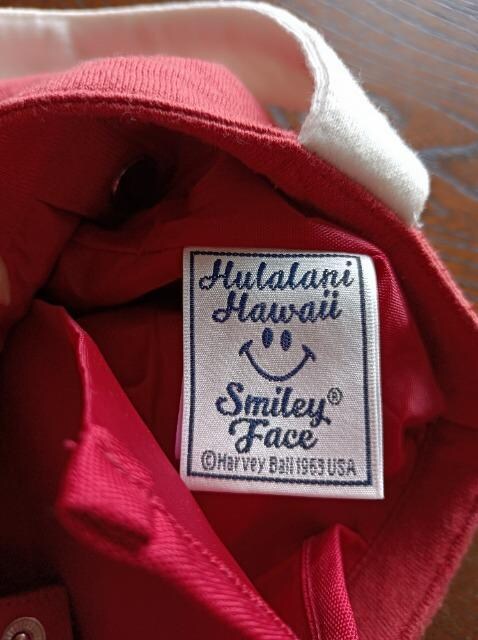 Hulalani
Hawaii
Smiley®
Face
©Harvey Ball 1963 USA